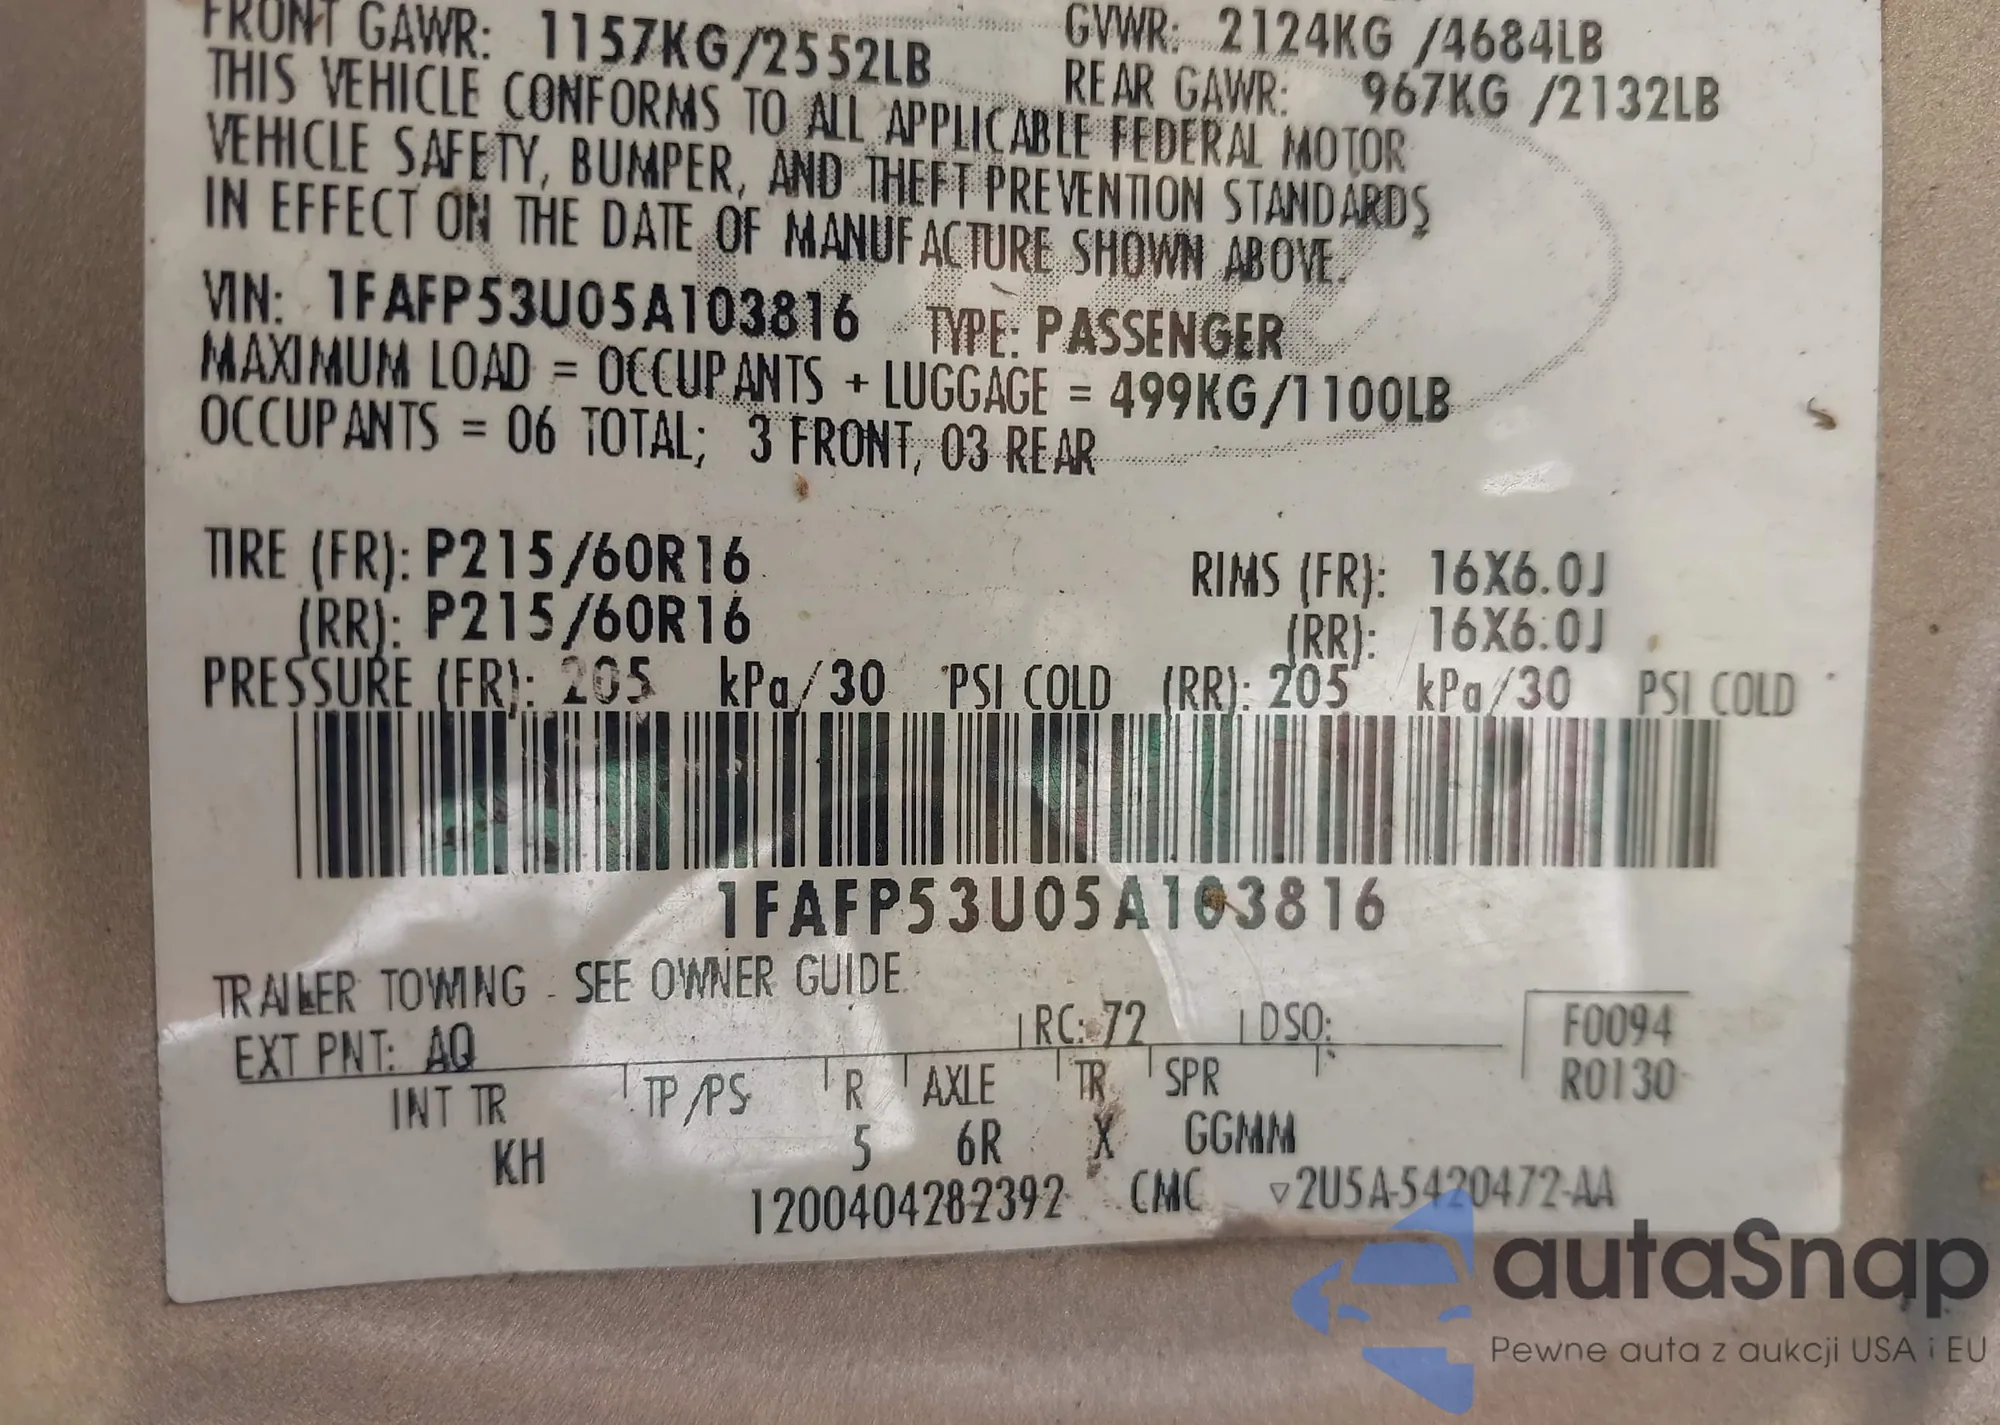 FRONT GAWR: 1157KG/2552LB GVWR: 2124KG /4684LB
REAR GAWR: 967KG /2132LB
THIS VEHICLE CONFORMS TO ALL APPLICABLE FEDERAL MOTOR
VEHICLE SAFETY, BUMPER, AND THEFT PREVENTION STANDARDS
IN EFFECT ON THE DATE OF MANUFACTURE SHOWN ABOVE.
VIN: 1FAFP53U05A103816 TYPE: PASSENGER
MAXIMUM LOAD = OCCUPANTS + LUGGAGE = 499KG/1100LB
OCCUPANTS = 06 TOTAL; 3 FRONT, 03 REAR
TIRE (FR): P215/60R16 RIMS (FR): 16X6.0J
(RR): P215/60R16 (RR): 16X6.0J
PRESSURE (FR): 205 kPa/30 PSI COLD (RR): 205 kPa/30 PSI COLD
1FAFP53U05A103816
TRAILER TOWING - SEE OWNER GUIDE
EXT PNT: AQ RC: 72 DSO: F0094
R0130
INT TR TP/PS R AXLE TR SPR
KH 5 6R X GGMM
1200404282392 CMC ▽2U5A-5420472-AA
autaSnap
Pewne auta z aukcji USA i EU